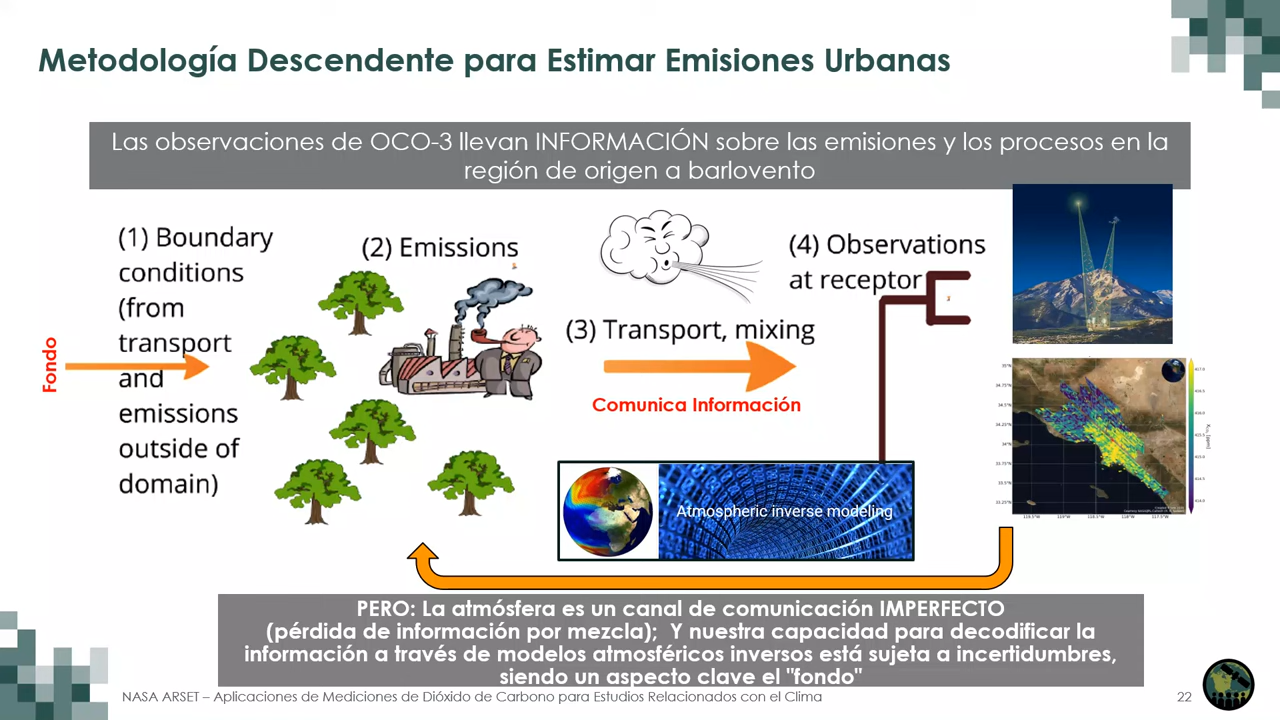 Metodología Descendente para Estimar Emisiones Urbanas
Las observaciones de OCO-3 llevan INFORMACIÓN sobre las emisiones y los procesos en la
región de origen a barlovento
(1) Boundary
conditions
(from
transport
and
emissions
outside of
domain)
Fondo
(2) Emissions
(3) Transport, mixing
Comunica Información
(4) Observations
at receptor
Atmospheric inverse modeling
PERO: La atmósfera es un canal de comunicación IMPERFECTO
(pérdida de información por mezcla); Y nuestra capacidad para decodificar la
información a través de modelos atmosféricos inversos está sujeta a incertidumbres,
siendo un aspecto clave el "fondo"
NASA ARSET – Aplicaciones de Mediciones de Dióxido de Carbono para Estudios Relacionados con el Clima
22